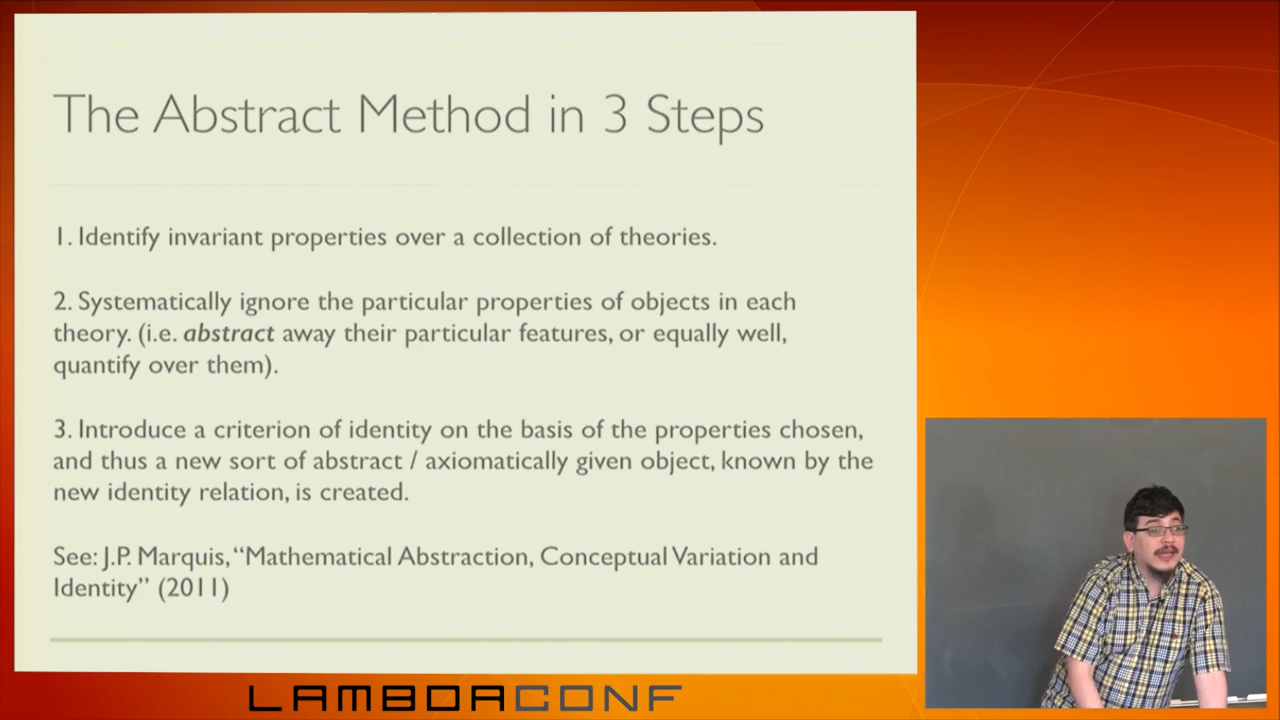 The Abstract Method in 3 Steps
1. Identify invariant properties over a collection of theories.
2. Systematically ignore the particular properties of objects in each
theory. (i.e. abstract away their particular features, or equally well,
quantify over them).
3. Introduce a criterion of identity on the basis of the properties chosen,
and thus a new sort of abstract / axiomatically given object, known by the
new identity relation, is created.
See: J.P. Marquis, “Mathematical Abstraction, Conceptual Variation and
Identity” (2011)
LAMBDACONF